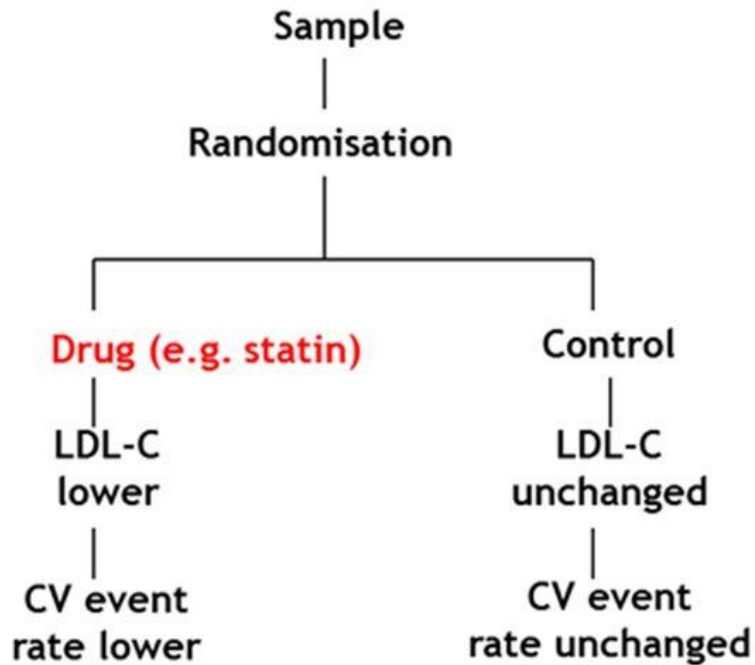 Sample
Randomisation
Drug (e.g. statin)
Control
LDL-C
lower
LDL-C
unchanged
CV event
rate lower
CV event
rate unchanged